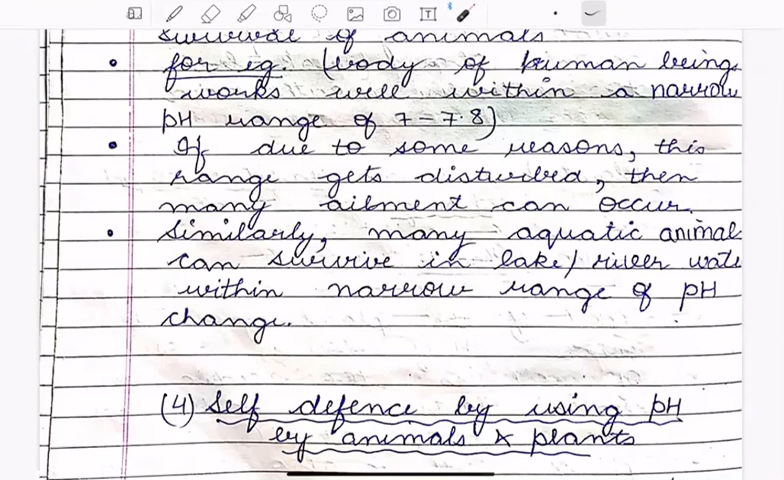 survival of animals
for eg. (body of human being
works well within a narrow
pH range of 7-7.8)
If due to some reasons, this
range gets disturbed, then
many ailment can occur.
Similarly, many aquatic animal
can survive in lake/river wate
within narrow range of pH
change.
(4) Self defence by using pH
by animals & plants